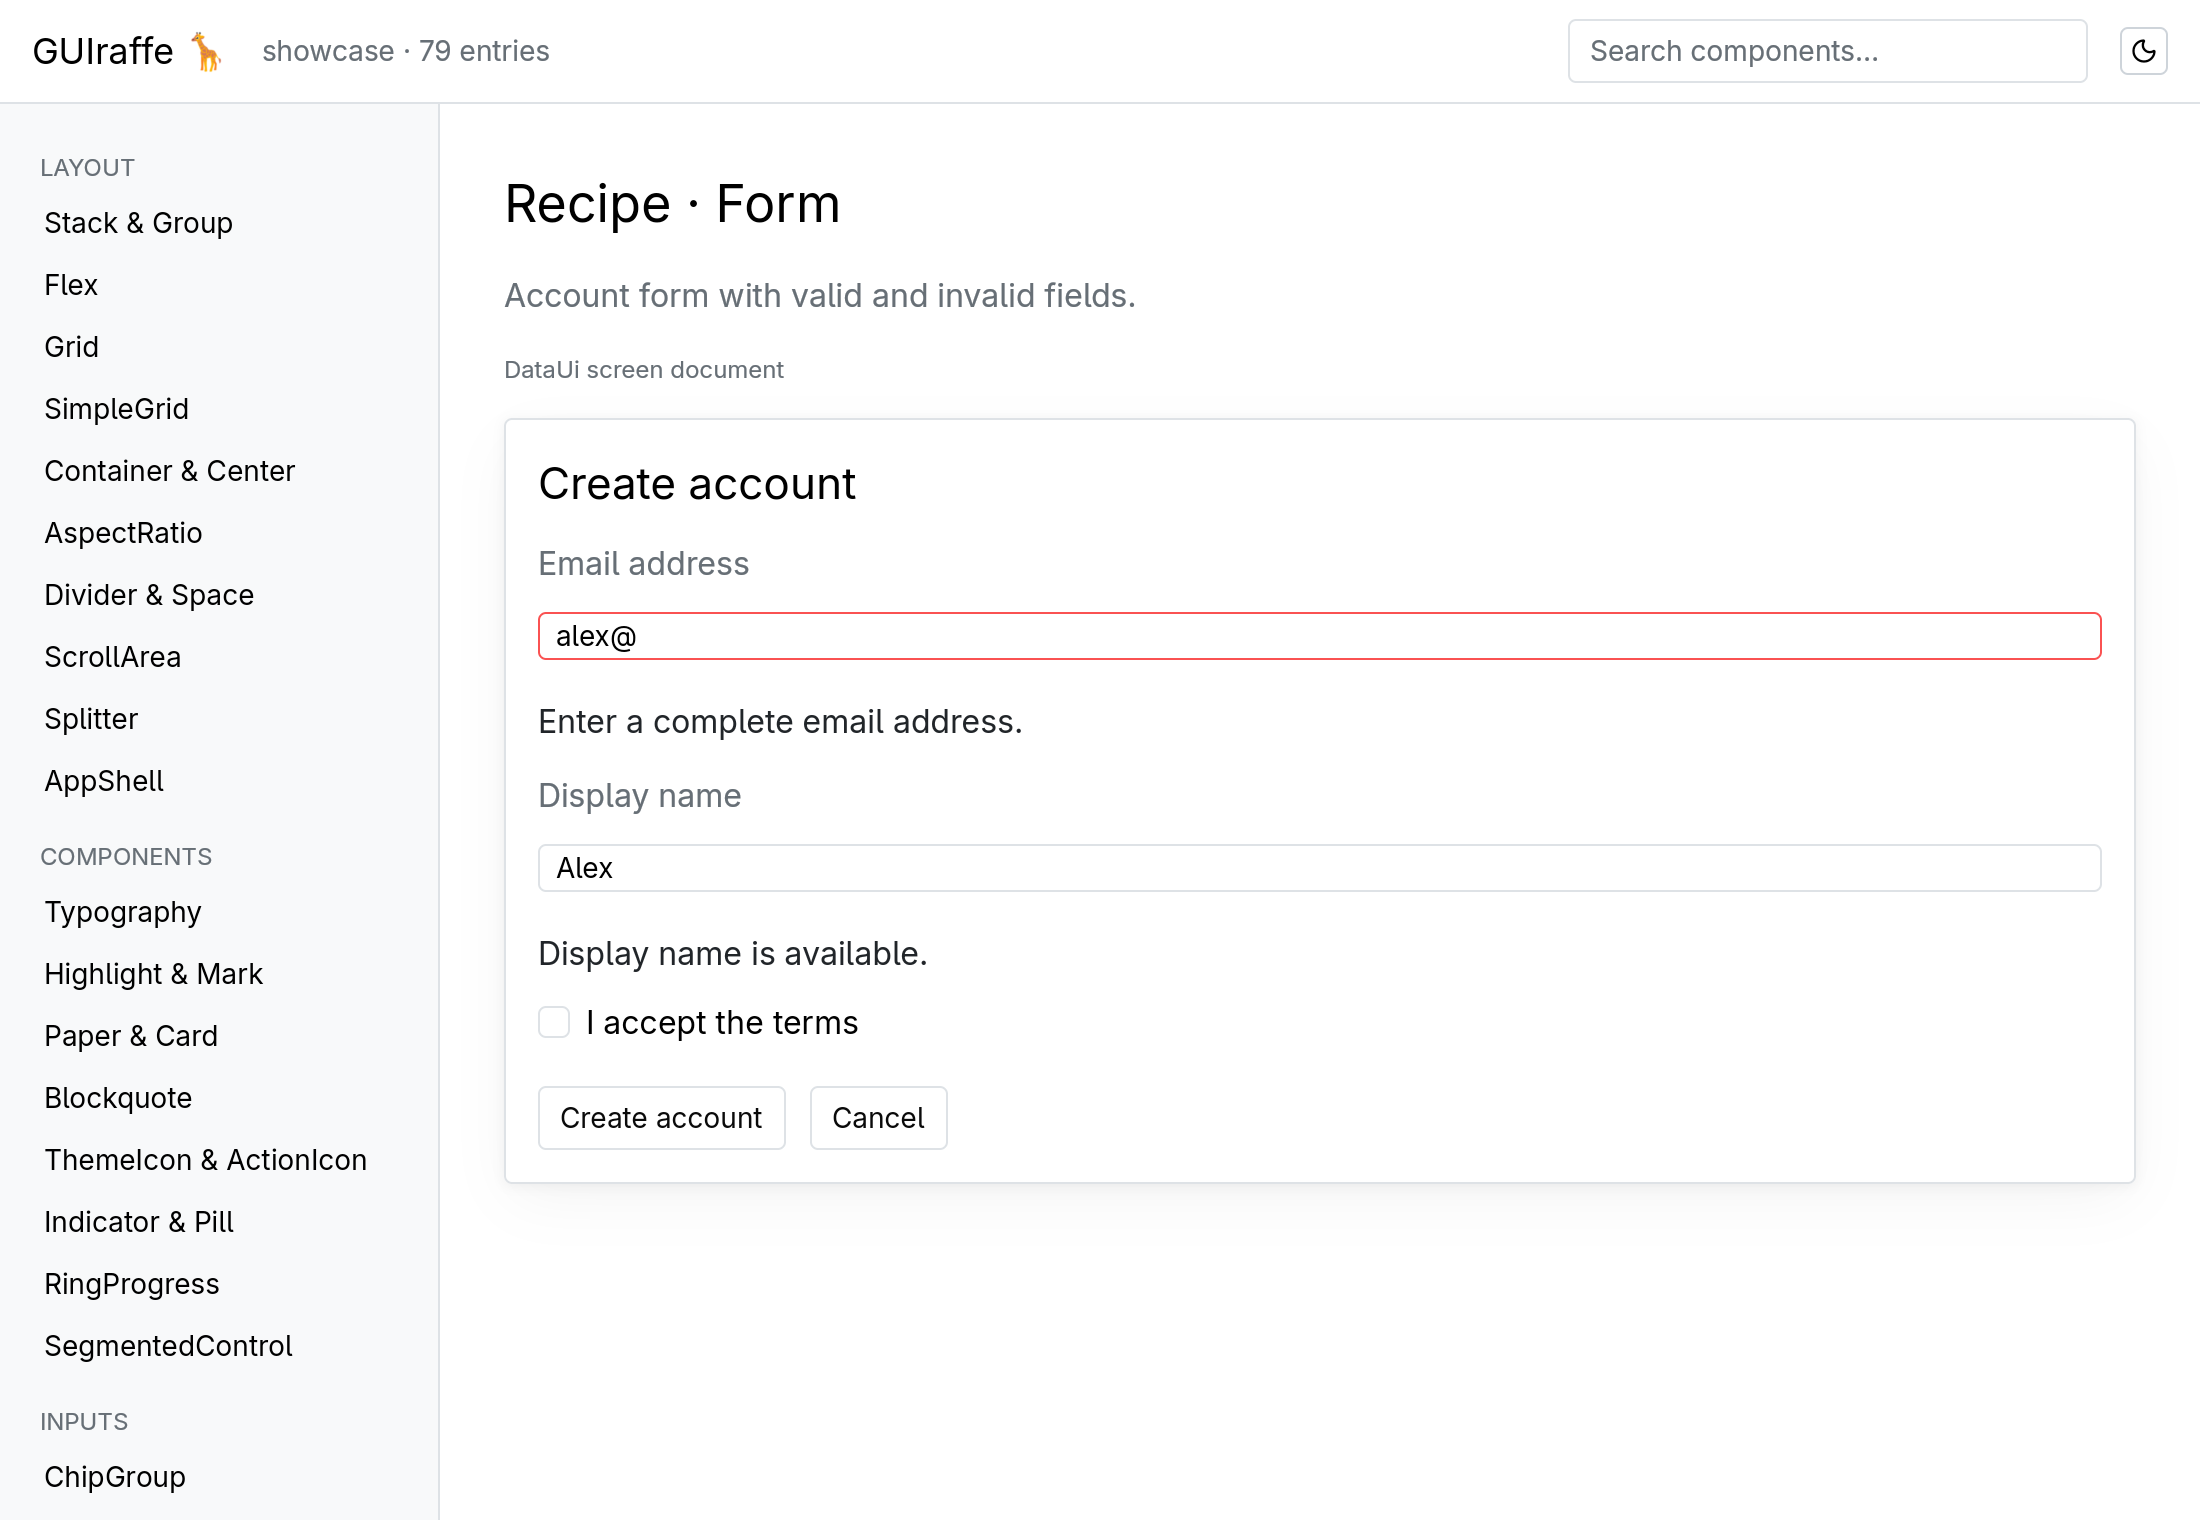 GUIraffe 🦒 showcase · 79 entries
Search components...
LAYOUT
Stack & Group
Flex
Grid
SimpleGrid
Container & Center
AspectRatio
Divider & Space
ScrollArea
Splitter
AppShell
COMPONENTS
Typography
Highlight & Mark
Paper & Card
Blockquote
ThemeIcon & ActionIcon
Indicator & Pill
RingProgress
SegmentedControl
INPUTS
ChipGroup
Recipe · Form
Account form with valid and invalid fields.
DataUi screen document
Create account
Email address
alex@
Enter a complete email address.
Display name
Alex
Display name is available.
I accept the terms
Create account
Cancel